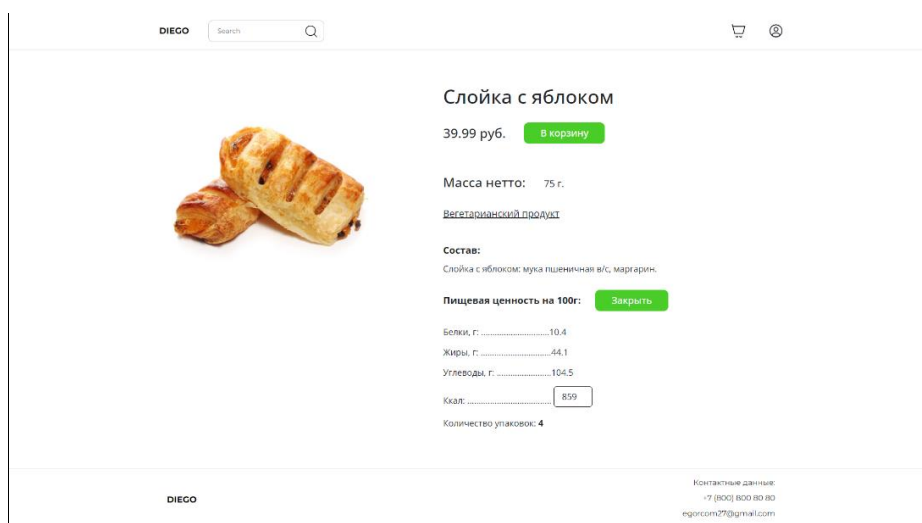 DIEGO
Search
Слойка с яблоком
39.99 руб.
В корзину
Масса нетто: 75 г.
Вегетарианский продукт
Состав:
Слойка с яблоком: мука пшеничная в/с, маргарин.
Пищевая ценность на 100г:
Закрыть
Белки, г: ..............................10.4
Жиры, г: ...............................44.1
Углеводы, г: ........................104.5
Ккал: ..................................... 859
Количество упаковок: 4
DIEGO
Контактные данные:
+7 (800) 800 80 80
egorcom27@gmail.com